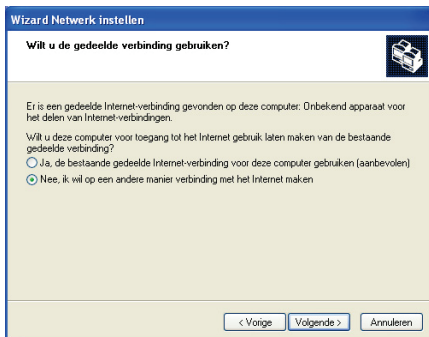 Wizard Netwerk instellen
Wilt u de gedeelde verbinding gebruiken?
Er is een gedeelde Internet-verbinding gevonden op deze computer: Onbekend apparaat voor
het delen van Internet-verbindingen.
Wilt u deze computer voor toegang tot het Internet gebruik laten maken van de bestaande
gedeelde verbinding?
Ja, de bestaande gedeelde Internet-verbinding voor deze computer gebruiken (aanbevolen)
Nee, ik wil op een andere manier verbinding met het Internet maken
< Vorige Volgende > Annuleren